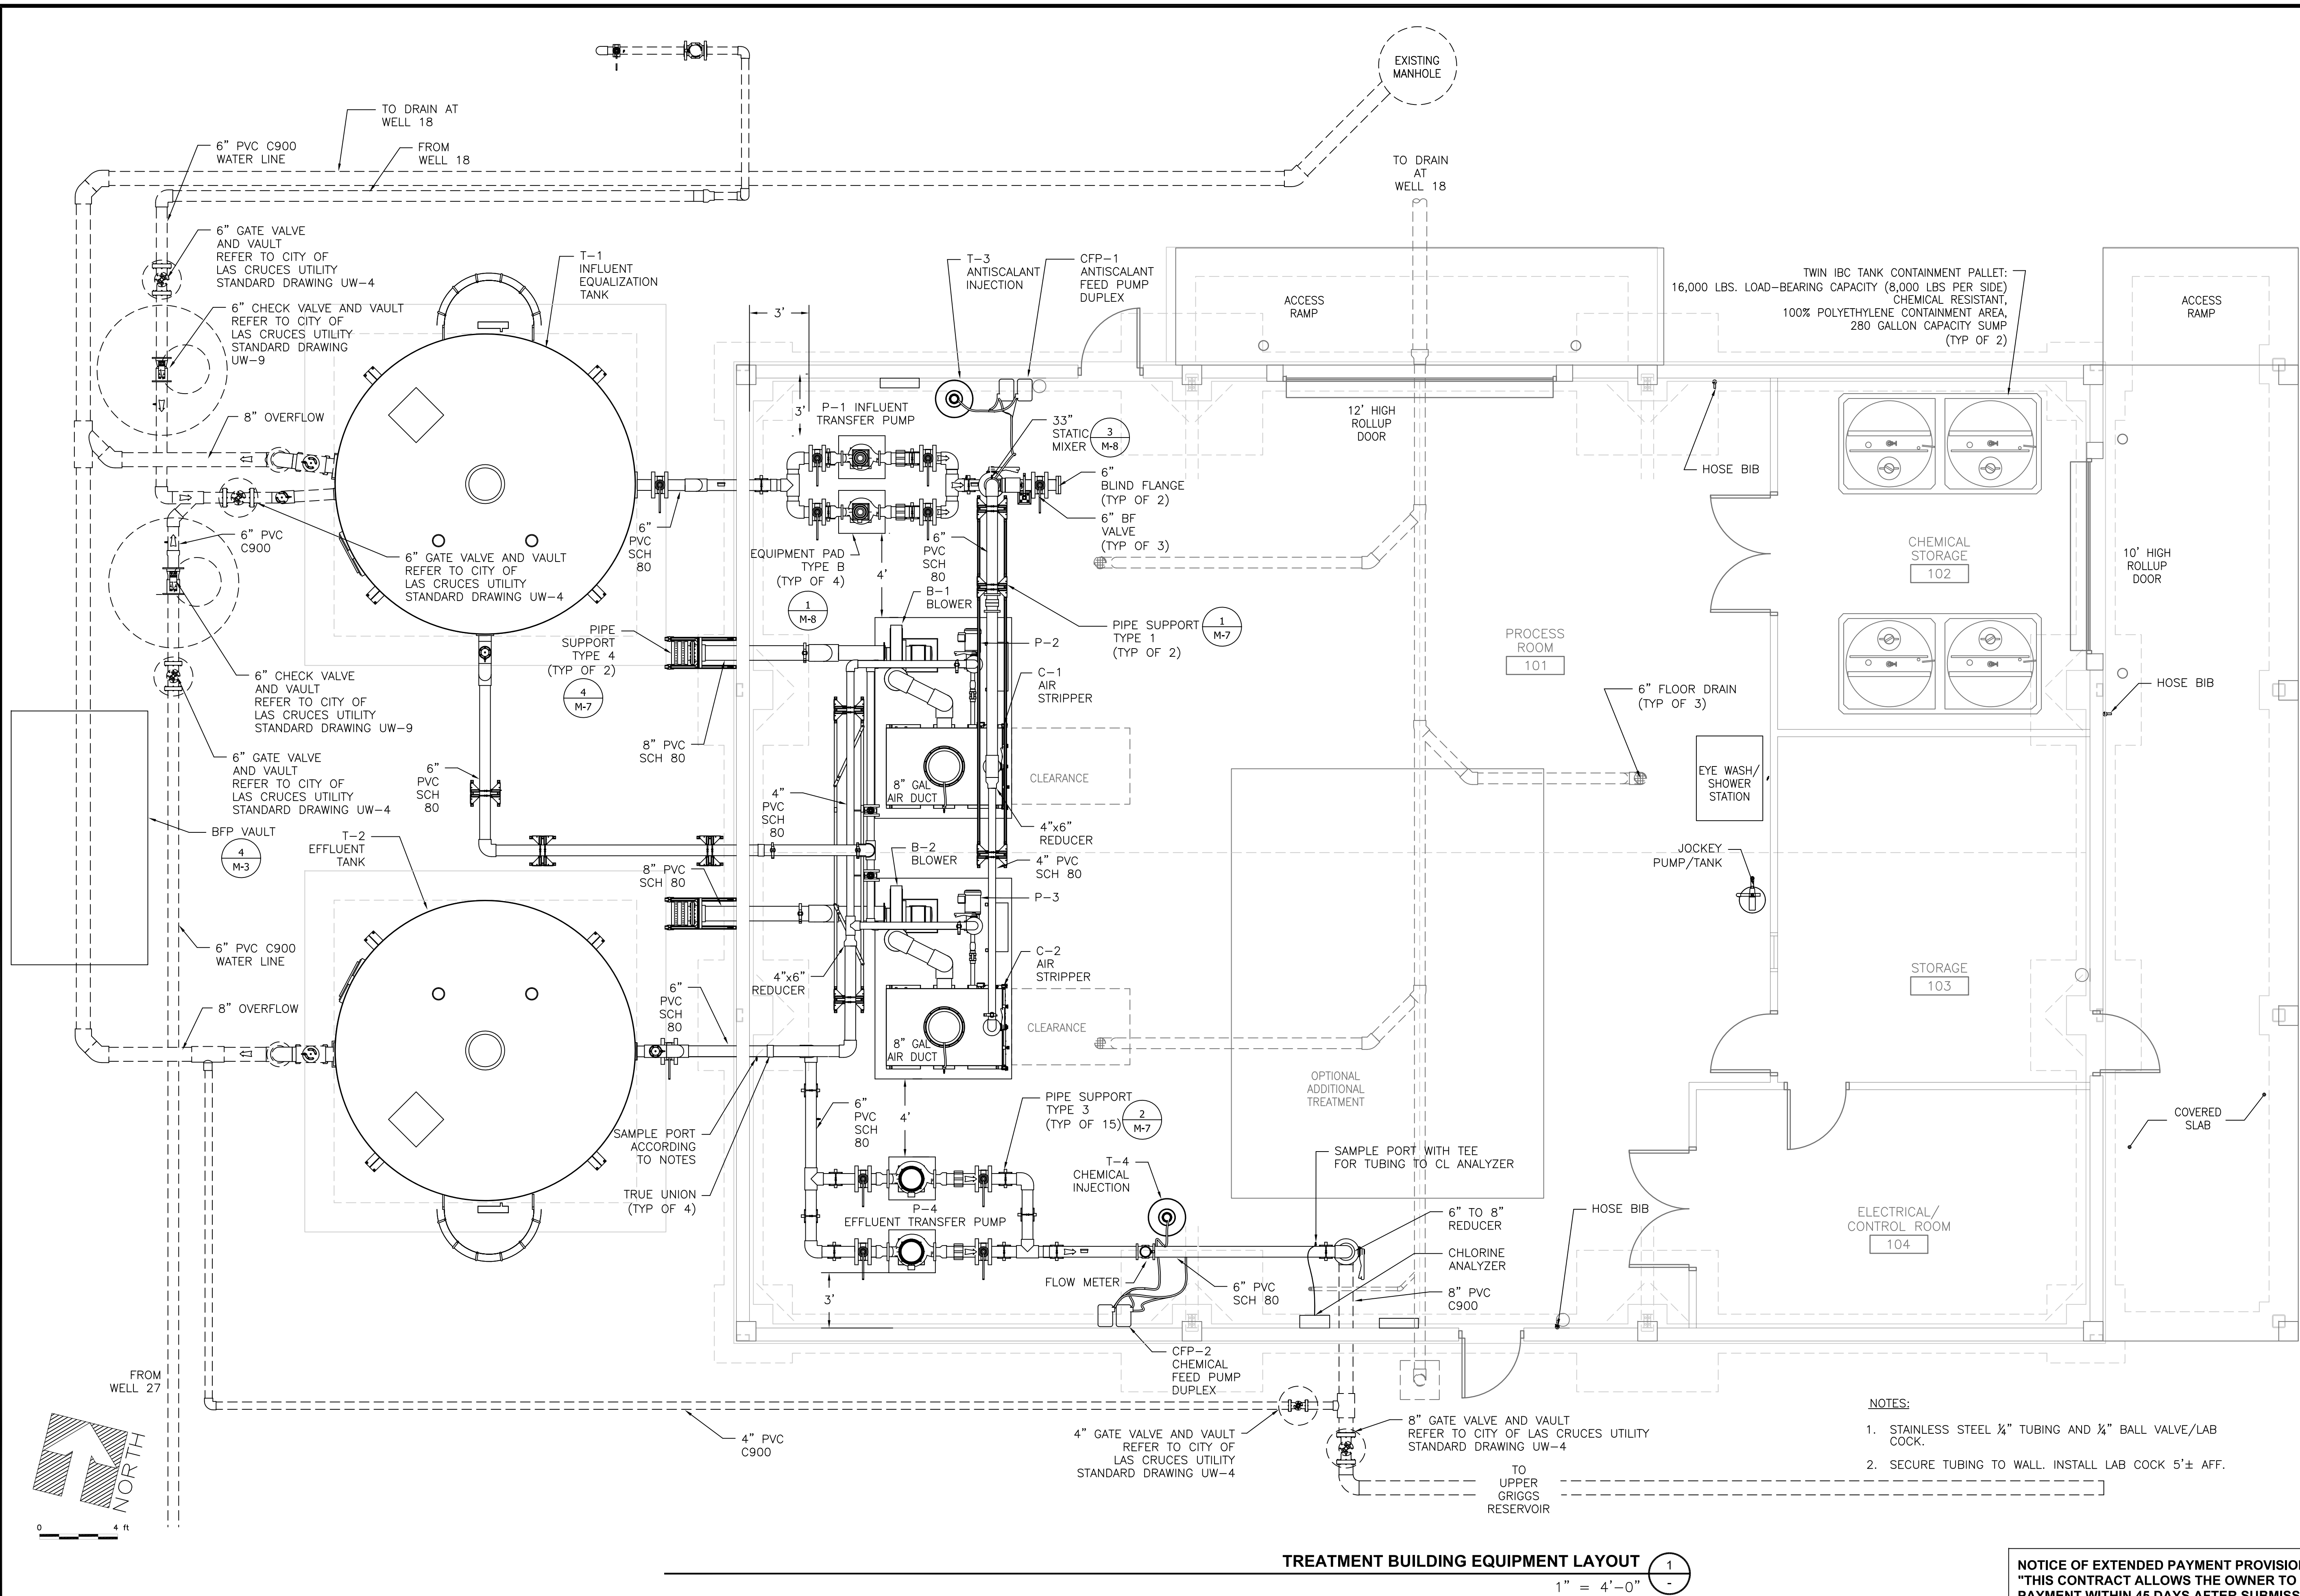 EXISTING
MANHOLE
TO DRAIN AT
WELL 18
6" PVC C900
WATER LINE
FROM
WELL 18
TO DRAIN
AT
WELL 18
6" GATE VALVE
AND VAULT
REFER TO CITY OF
LAS CRUCES UTILITY
STANDARD DRAWING UW-4
6" CHECK VALVE AND VAULT
REFER TO CITY OF
LAS CRUCES UTILITY
STANDARD DRAWING
UW-9
8" OVERFLOW
T-1
INFLUENT
EQUALIZATION
TANK
3'
T-3
ANTISCALANT
INJECTION
CFP-1
ANTISCALANT
FEED PUMP
DUPLEX
ACCESS
RAMP
TWIN IBC TANK CONTAINMENT PALLET:
16,000 LBS. LOAD-BEARING CAPACITY (8,000 LBS PER SIDE)
CHEMICAL RESISTANT,
100% POLYETHYLENE CONTAINMENT AREA,
280 GALLON CAPACITY SUMP
(TYP OF 2)
ACCESS
RAMP
3'
P-1 INFLUENT
TRANSFER PUMP
33"
STATIC
MIXER
3
M-8
12' HIGH
ROLLUP
DOOR
HOSE BIB
6"
BLIND FLANGE
(TYP OF 2)
6" BF
VALVE
(TYP OF 3)
6" PVC
C900
6" GATE VALVE AND VAULT
REFER TO CITY OF
LAS CRUCES UTILITY
STANDARD DRAWING UW-4
6"
PVC
SCH
80
EQUIPMENT PAD
TYPE B
(TYP OF 4)
1
M-8
4'
6"
PVC
SCH
80
B-1
BLOWER
CHEMICAL
STORAGE
102
10' HIGH
ROLLUP
DOOR
PIPE
SUPPORT
TYPE 4
(TYP OF 2)
4
M-7
PIPE SUPPORT
TYPE 1
(TYP OF 2)
1
M-7
P-2
PROCESS
ROOM
101
6" CHECK VALVE
AND VAULT
REFER TO CITY OF
LAS CRUCES UTILITY
STANDARD DRAWING UW-9
C-1
AIR
STRIPPER
6" FLOOR DRAIN
(TYP OF 3)
HOSE BIB
8" PVC
SCH 80
6" GATE VALVE
AND VAULT
REFER TO CITY OF
LAS CRUCES UTILITY
STANDARD DRAWING UW-4
6"
PVC
SCH
80
4"
PVC
SCH
80
8" GAL
AIR DUCT
CLEARANCE
EYE WASH/
SHOWER
STATION
BFP VAULT
4
M-3
T-2
EFFLUENT
TANK
4"x6"
REDUCER
B-2
BLOWER
8" PVC
SCH 80
4" PVC
SCH 80
JOCKEY
PUMP/TANK
P-3
6" PVC C900
WATER LINE
C-2
AIR
STRIPPER
4"x6"
REDUCER
STORAGE
103
8" OVERFLOW
6"
PVC
SCH
80
8" GAL
AIR DUCT
CLEARANCE
OPTIONAL
ADDITIONAL
TREATMENT
6"
PVC
SCH
80
4'
PIPE SUPPORT
TYPE 3
(TYP OF 15)
2
M-7
COVERED
SLAB
SAMPLE PORT
ACCORDING
TO NOTES
TRUE UNION
(TYP OF 4)
T-4
CHEMICAL
INJECTION
SAMPLE PORT WITH TEE
FOR TUBING TO CL ANALYZER
P-4
EFFLUENT TRANSFER PUMP
6" TO 8"
REDUCER
HOSE BIB
ELECTRICAL/
CONTROL ROOM
104
CHLORINE
ANALYZER
FLOW METER
6" PVC
SCH 80
8" PVC
C900
3'
CFP-2
CHEMICAL
FEED PUMP
DUPLEX
FROM
WELL 27
4" PVC
C900
4" GATE VALVE AND VAULT
REFER TO CITY OF
LAS CRUCES UTILITY
STANDARD DRAWING UW-4
8" GATE VALVE AND VAULT
REFER TO CITY OF LAS CRUCES UTILITY
STANDARD DRAWING UW-4
TO
UPPER
GRIGGS
RESERVOIR
NOTES:
1. STAINLESS STEEL ¼" TUBING AND ¼" BALL VALVE/LAB
COCK.
2. SECURE TUBING TO WALL. INSTALL LAB COCK 5'± AFF.
NORTH
0 4 ft
TREATMENT BUILDING EQUIPMENT LAYOUT
1
-
1" = 4'-0"
NOTICE OF EXTENDED PAYMENT PROVISION
"THIS CONTRACT ALLOWS THE OWNER TO
PAYMENT WITHIN 45 DAYS AFTER SUBMISS